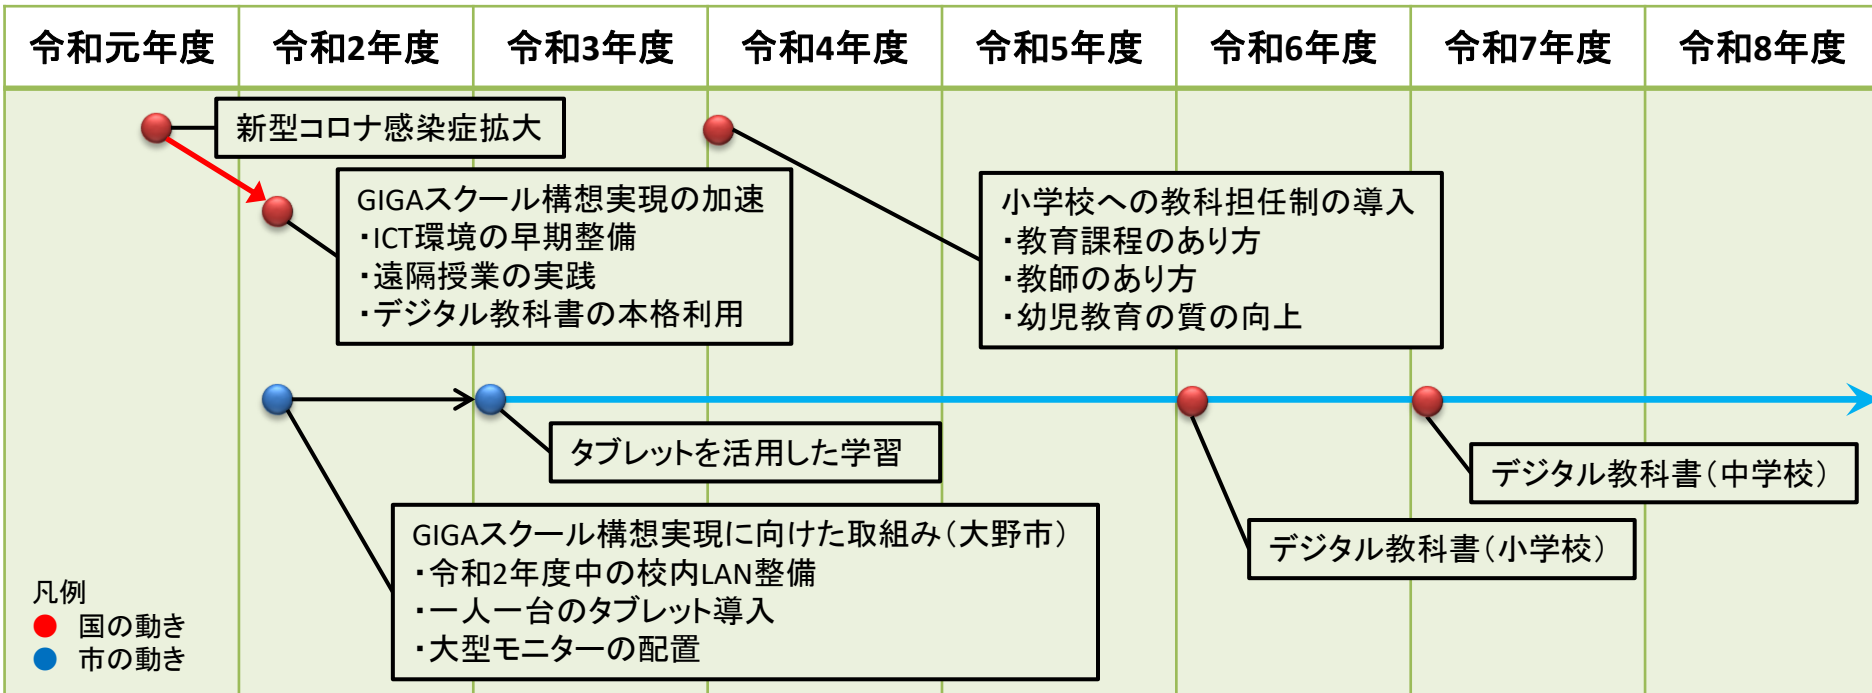 令和元年度
令和2年度
令和3年度
令和4年度
令和5年度
令和6年度
令和7年度
令和8年度
新型コロナ感染症拡大
GIGAスクール構想実現の加速
・ICT環境の早期整備
・遠隔授業の実践
・デジタル教科書の本格利用
小学校への教科担任制の導入
・教育課程のあり方
・教師のあり方
・幼児教育の質の向上
タブレットを活用した学習
デジタル教科書（中学校）
デジタル教科書（小学校）
GIGAスクール構想実現に向けた取組み（大野市）
・令和2年度中の校内LAN整備
・一人一台のタブレット導入
・大型モニターの配置
凡例
国の動き
市の動き